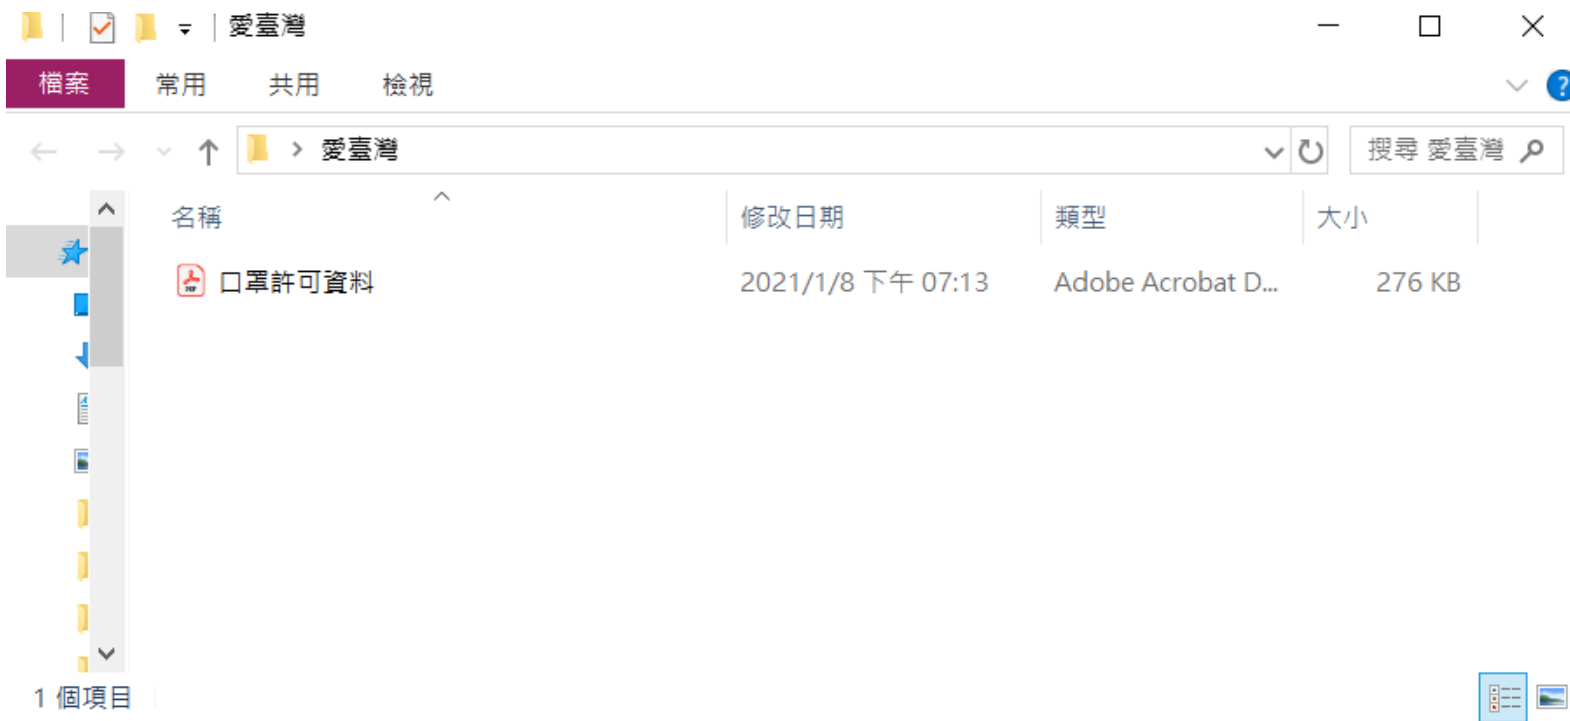 愛臺灣
檔案 常用 共用 檢視
愛臺灣 搜尋 愛臺灣
名稱 修改日期 類型 大小
口罩許可資料 2021/1/8 下午 07:13 Adobe Acrobat D... 276 KB
1 個項目